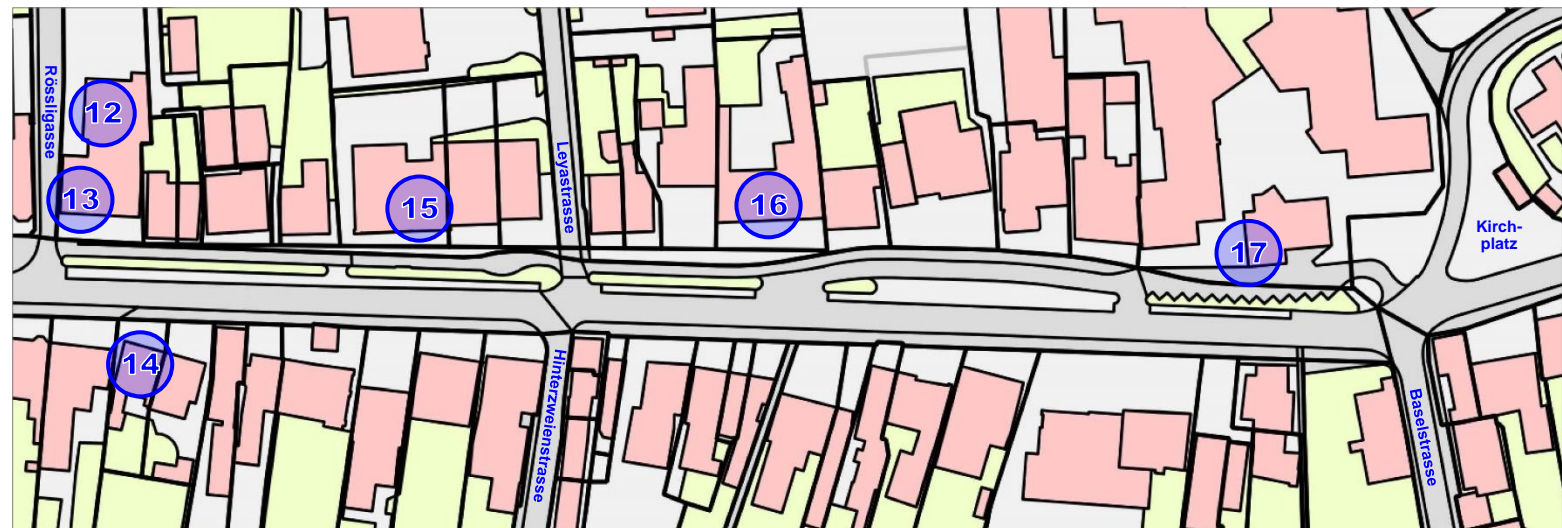 Rössligasse
12
13
14
15
Leyastrasse
Hinterzweienstrasse
16
17
Baselstrasse
Kirch-
platz